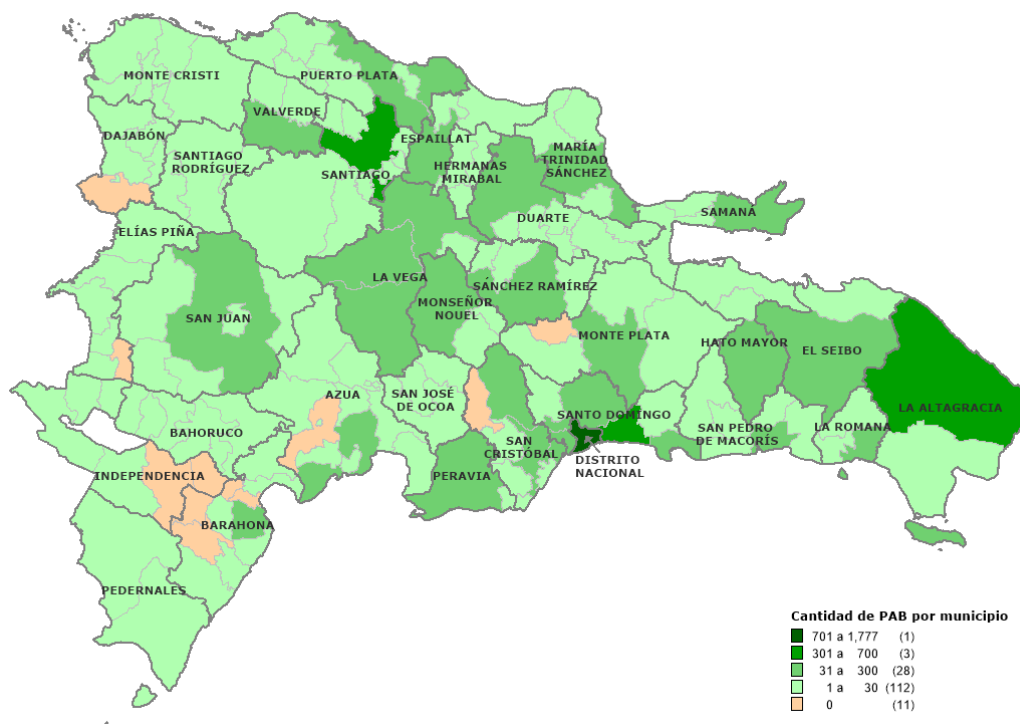 MONTE CRISTI
PUERTO PLATA
VALVERDE
DAJABÓN
ESPAILLAT
MARÍA
TRINIDAD
SÁNCHEZ
SANTIAGO
RODRÍGUEZ
HERMANAS
MIRABAL
SANTIAGO
SAMANÁ
DUARTE
ELÍAS PIÑA
LA VEGA
SÁNCHEZ RAMÍREZ
MONSEÑOR
NOUEL
SAN JUAN
MONTE PLATA
HATO MAYOR
EL SEIBO
AZUA
SAN JOSÉ
DE OCOA
LA ALTAGRACIA
SANTO DOMINGO
SAN PEDRO
DE MACORÍS
LA ROMANA
BAHORUCO
SAN
CRISTÓBAL
DISTRITO
NACIONAL
INDEPENDENCIA
PERAVIA
BARAHONA
PEDERNALES
Cantidad de PAB por municipio
701 a 1,777 (1)
301 a 700 (3)
31 a 300 (28)
1 a 30 (112)
0 (11)